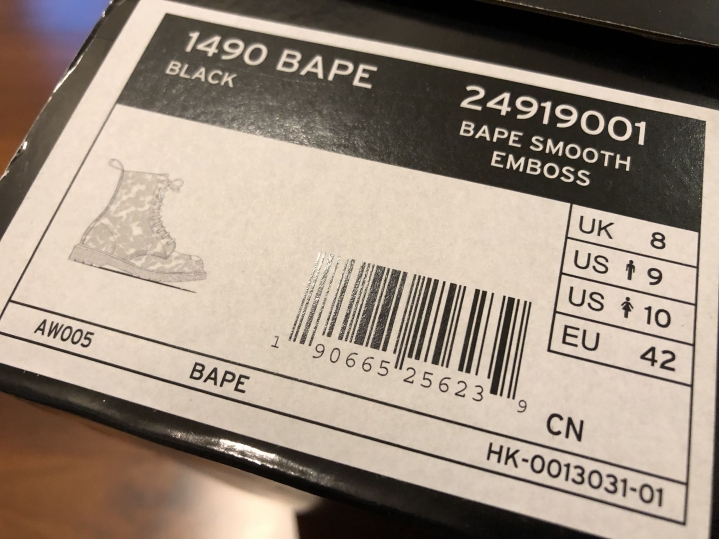 1490 BAPE
BLACK
24919001
BAPE SMOOTH
EMBOSS
UK 8
US 9
US 10
EU 42
1 90665 25623 9
AW005
BAPE
CN
HK-0013031-01